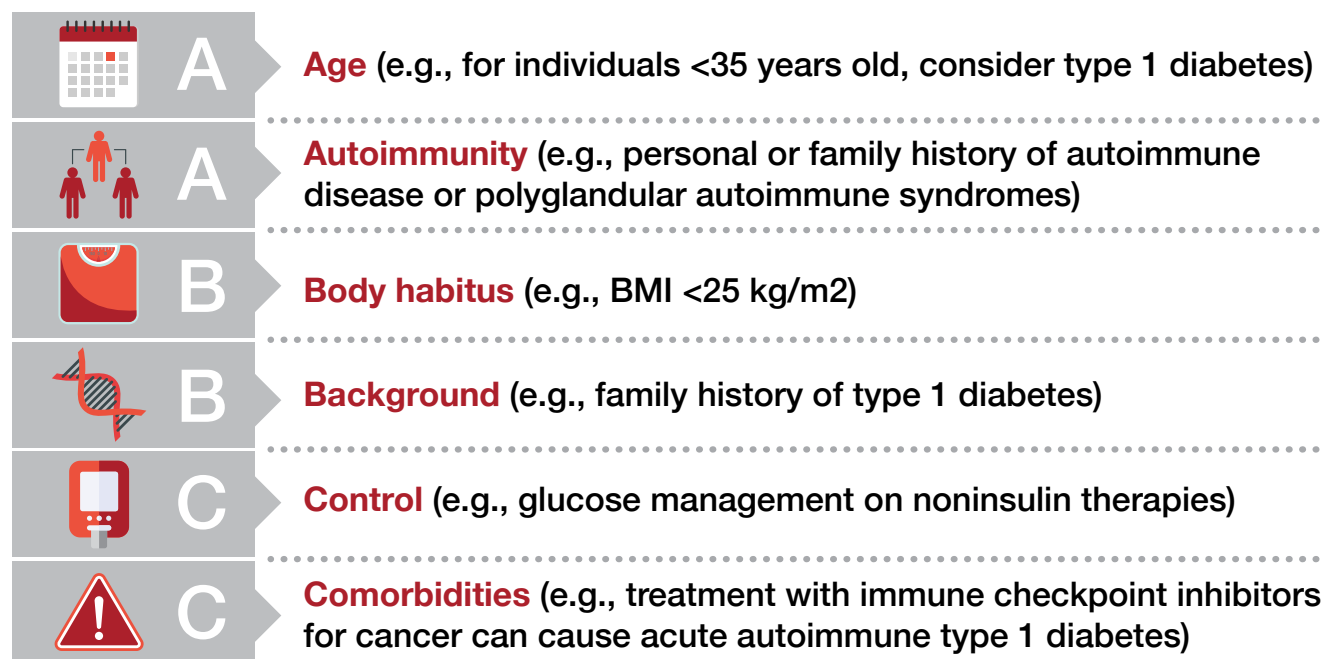 A
Age (e.g., for individuals <35 years old, consider type 1 diabetes)
A
Autoimmunity (e.g., personal or family history of autoimmune
disease or polyglandular autoimmune syndromes)
B
Body habitus (e.g., BMI <25 kg/m2)
B
Background (e.g., family history of type 1 diabetes)
C
Control (e.g., glucose management on noninsulin therapies)
C
Comorbidities (e.g., treatment with immune checkpoint inhibitors
for cancer can cause acute autoimmune type 1 diabetes)